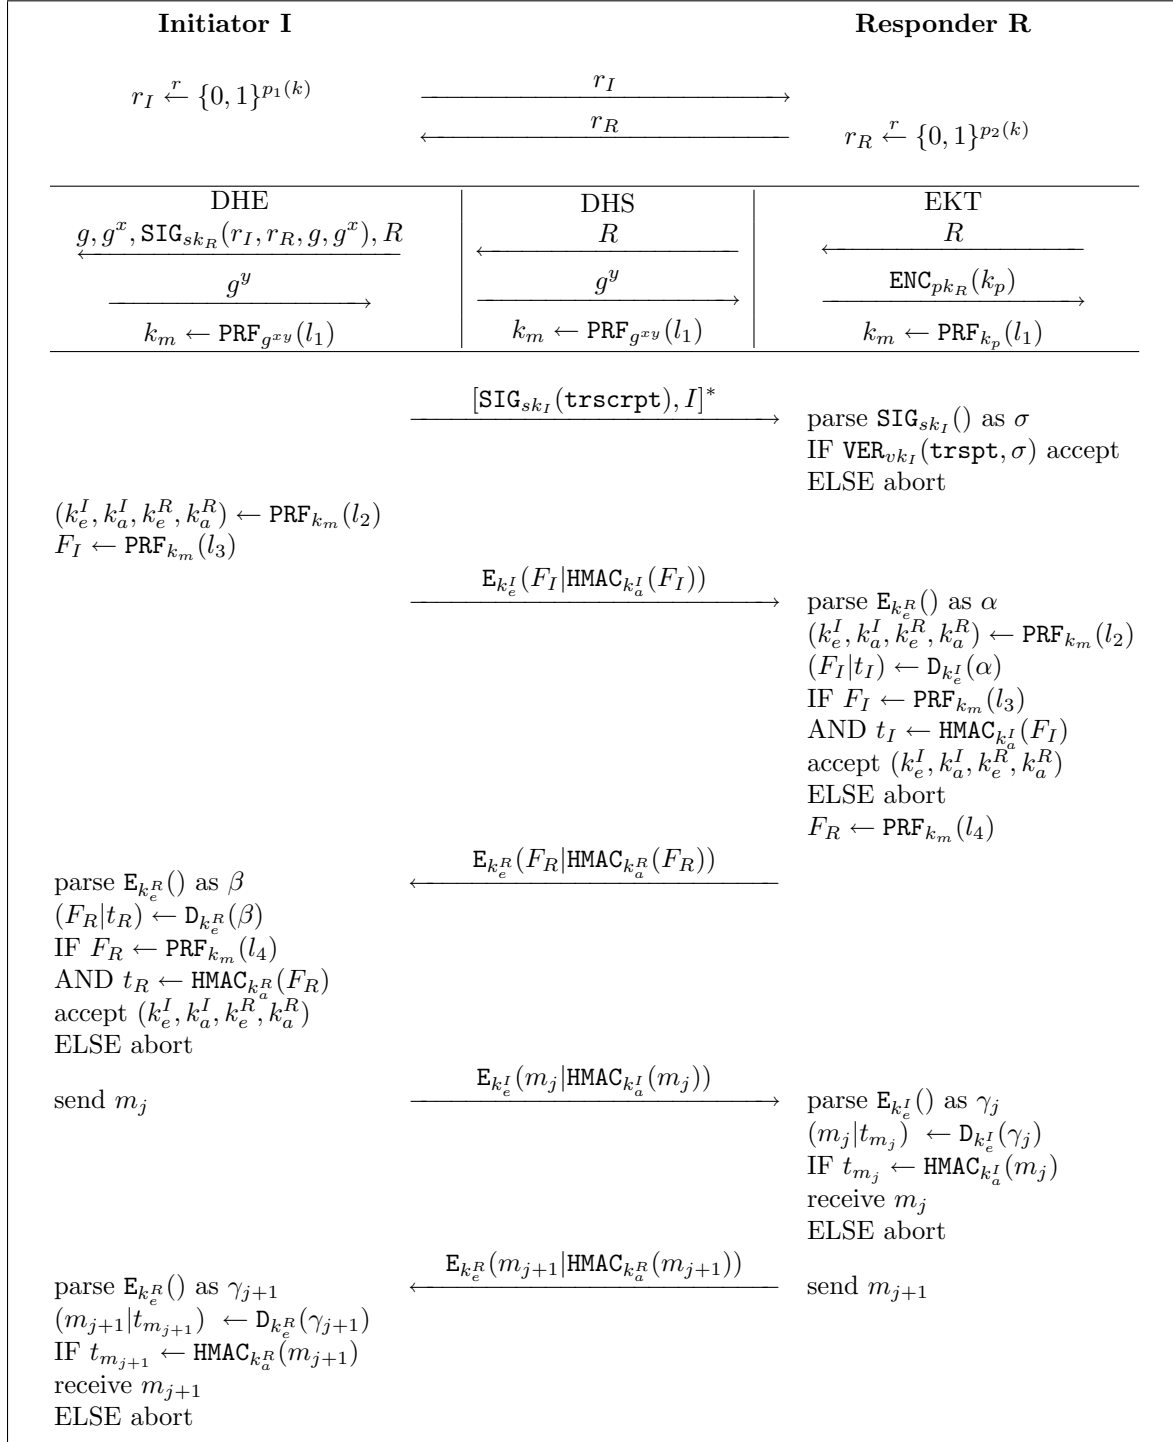 Initiator I Responder R
r_I ←^r {0, 1}^{p_1(k)} r_I
r_R r_R ←^r {0, 1}^{p_2(k)}
DHE DHS EKT
g, g^x, SIG_{sk_R}(r_I, r_R, g, g^x), R R R
g^y g^y ENC_{pk_R}(k_p)
k_m ← PRF_{g^{xy}}(l_1) k_m ← PRF_{g^{xy}}(l_1) k_m ← PRF_{k_p}(l_1)
[SIG_{sk_I}(trscrpt), I]^* parse SIG_{sk_I}() as σ
IF VER_{vk_I}(trspt, σ) accept
ELSE abort
(k_e^I, k_a^I, k_e^R, k_a^R) ← PRF_{k_m}(l_2)
F_I ← PRF_{k_m}(l_3)
E_{k_e^I}(F_I|HMAC_{k_a^I}(F_I)) parse E_{k_e^R}() as α
(k_e^I, k_a^I, k_e^R, k_a^R) ← PRF_{k_m}(l_2)
(F_I|t_I) ← D_{k_e^I}(α)
IF F_I ← PRF_{k_m}(l_3)
AND t_I ← HMAC_{k_a^I}(F_I)
accept (k_e^I, k_a^I, k_e^R, k_a^R)
ELSE abort
F_R ← PRF_{k_m}(l_4)
E_{k_e^R}(F_R|HMAC_{k_a^R}(F_R))
parse E_{k_e^R}() as β
(F_R|t_R) ← D_{k_e^R}(β)
IF F_R ← PRF_{k_m}(l_4)
AND t_R ← HMAC_{k_a^R}(F_R)
accept (k_e^I, k_a^I, k_e^R, k_a^R)
ELSE abort
send m_j E_{k_e^I}(m_j|HMAC_{k_a^I}(m_j)) parse E_{k_e^I}() as γ_j
(m_j|t_{m_j}) ← D_{k_e^I}(γ_j)
IF t_{m_j} ← HMAC_{k_a^I}(m_j)
receive m_j
ELSE abort
parse E_{k_e^R}() as γ_{j+1} E_{k_e^R}(m_{j+1}|HMAC_{k_a^R}(m_{j+1})) send m_{j+1}
(m_{j+1}|t_{m_{j+1}}) ← D_{k_e^R}(γ_{j+1})
IF t_{m_{j+1}} ← HMAC_{k_a^R}(m_{j+1})
receive m_{j+1}
ELSE abort